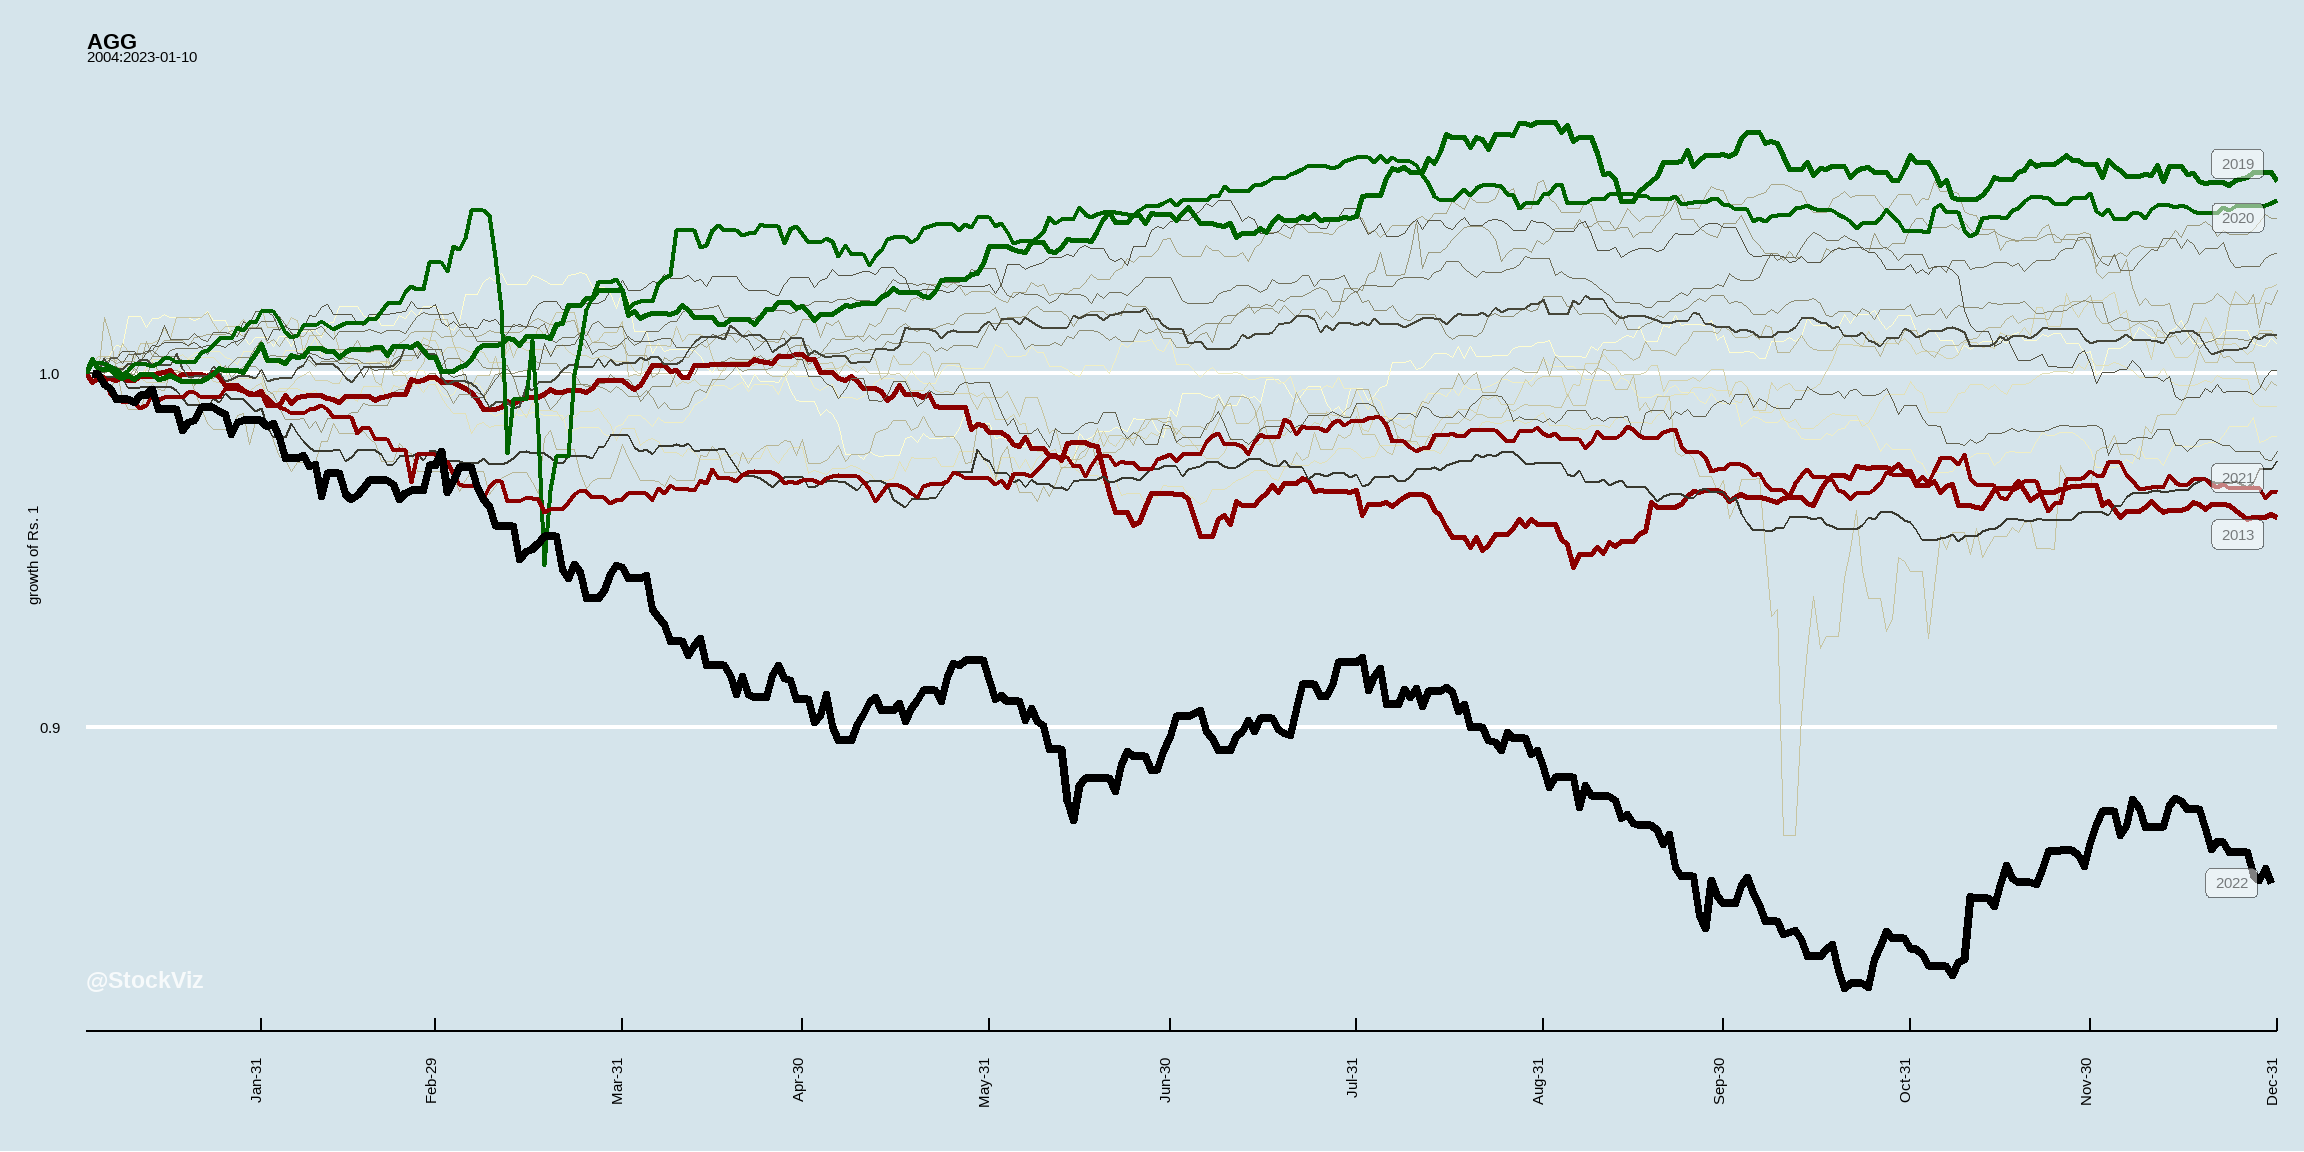 AGG
2004:2023-01-10
2019
2020
1.0
2021
growth of Rs. 1
2013
0.9
2022
@StockViz
Jan-31
Feb-29
Mar-31
Apr-30
May-31
Jun-30
Jul-31
Aug-31
Sep-30
Oct-31
Nov-30
Dec-31